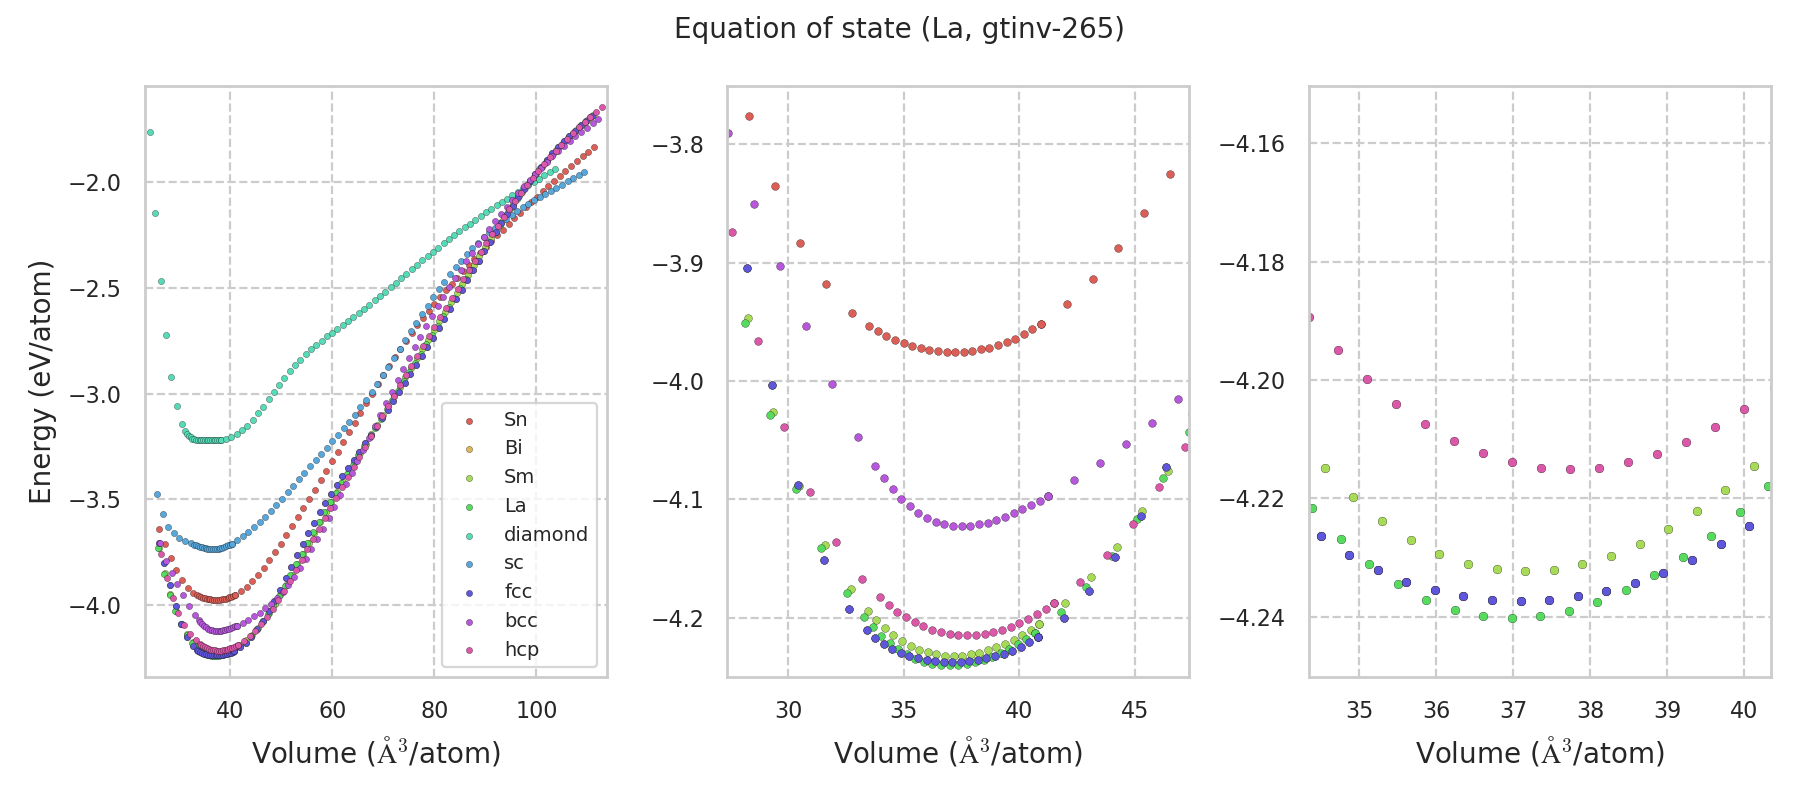 Equation of state (La, gtinv-265)
Energy (eV/atom)
−2.0
−2.5
−3.0
−3.5
−4.0
40 60 80 100
Volume (Å³/atom)
Sn
Bi
Sm
La
diamond
sc
fcc
bcc
hcp
−3.8
−3.9
−4.0
−4.1
−4.2
30 35 40 45
Volume (Å³/atom)
−4.16
−4.18
−4.20
−4.22
−4.24
35 36 37 38 39 40
Volume (Å³/atom)